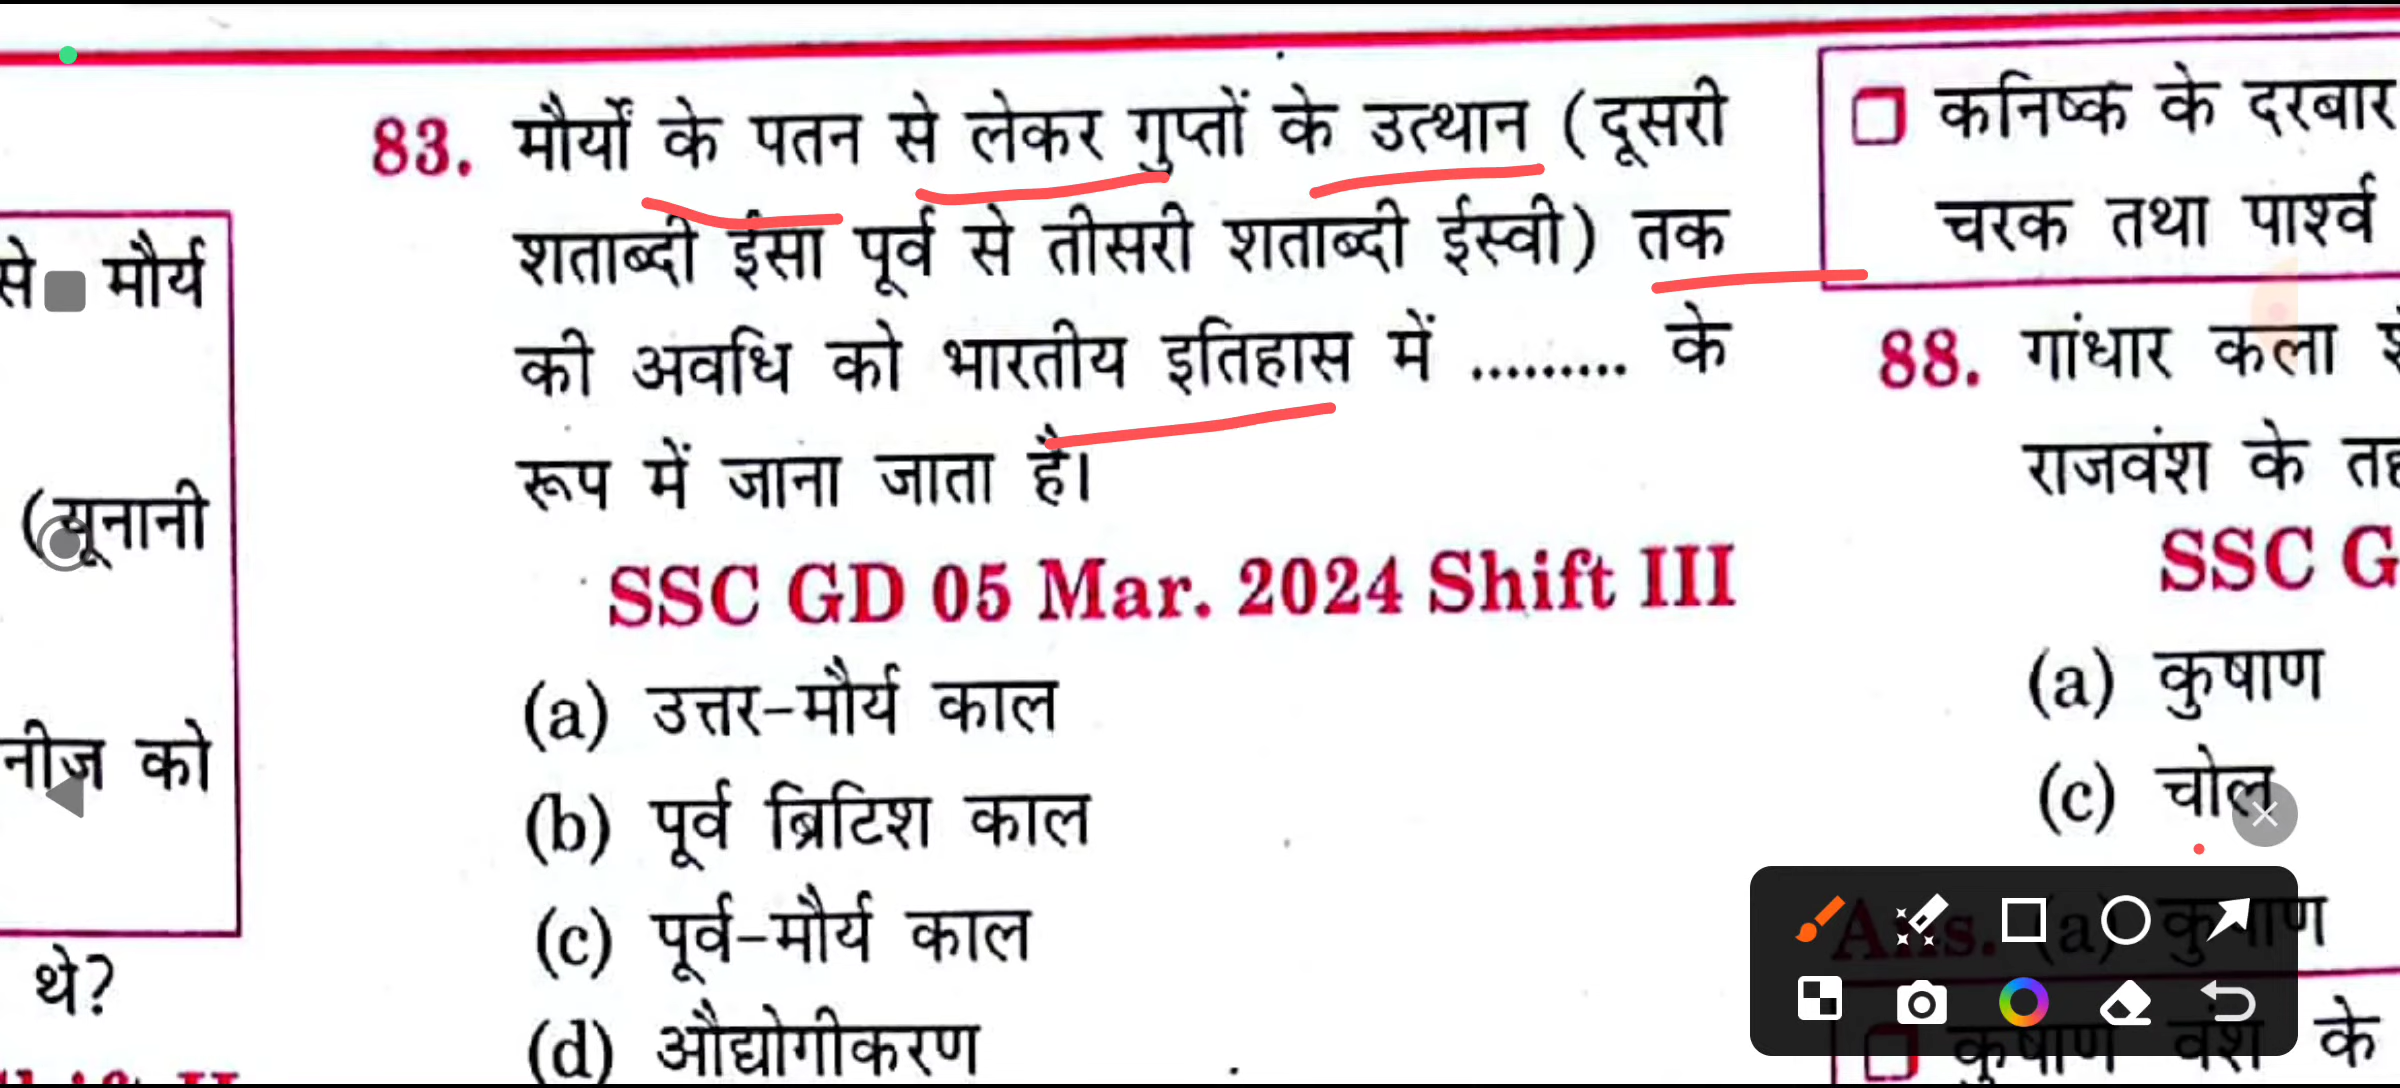 से मौर्य
(यूनानी
नीज को
थे?
83. मौर्यों के पतन से लेकर गुप्तों के उत्थान (दूसरी
शताब्दी ईसा पूर्व से तीसरी शताब्दी ईस्वी) तक
की अवधि को भारतीय इतिहास में ......... के
रूप में जाना जाता है।
SSC GD 05 Mar. 2024 Shift III
(a) उत्तर-मौर्य काल
(b) पूर्व ब्रिटिश काल
(c) पूर्व-मौर्य काल
(d) औद्योगीकरण
कनिष्क के दरबार
चरक तथा पार्श्व
88. गांधार कला
राजवंश के
SSC G
(a) कुषाण
(c) चोल
Ans. (a) कुषाण
कुषाण वंश के